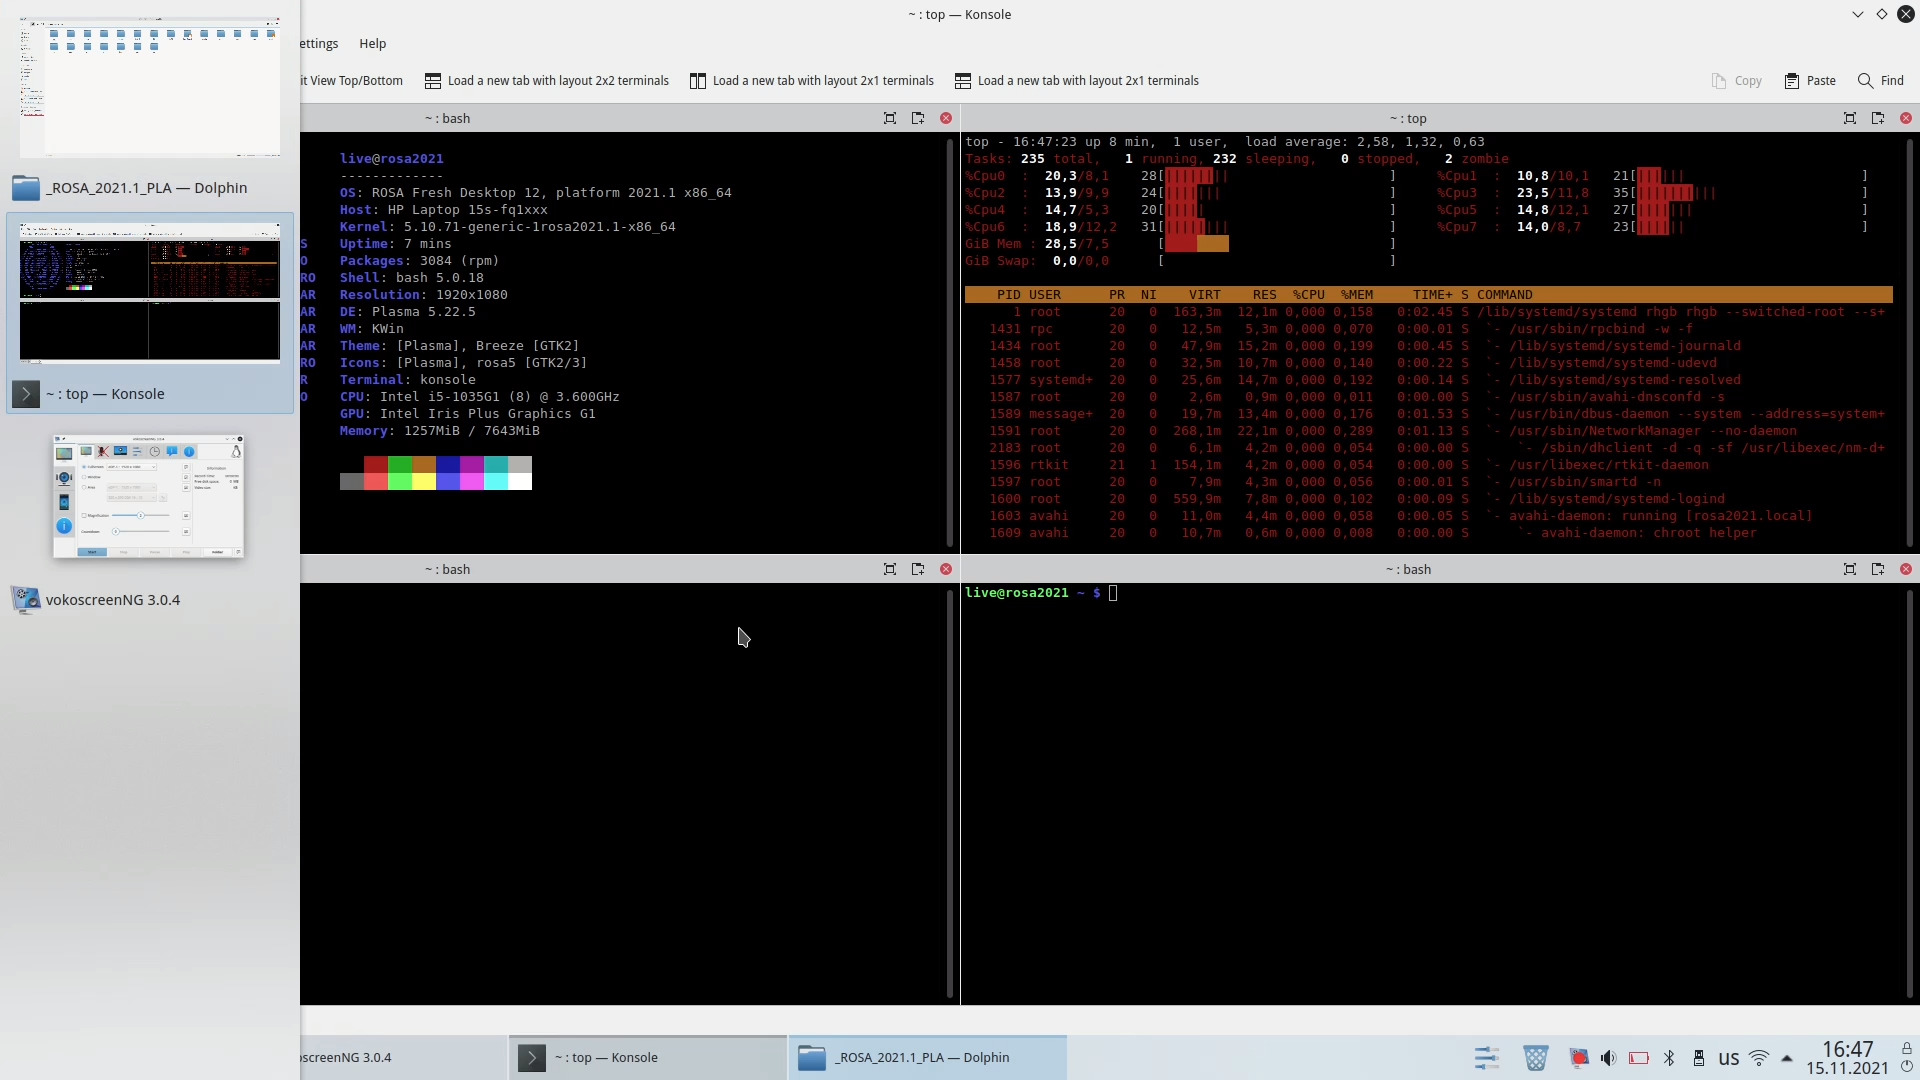 ~ : top — Konsole
ettings Help
it View Top/Bottom Load a new tab with layout 2x2 terminals Load a new tab with layout 2x1 terminals Load a new tab with layout 2x1 terminals Copy Paste Find
_ROSA_2021.1_PLA — Dolphin
~ : top — Konsole
vokoscreenNG 3.0.4
~ : bash
live@rosa2021
-------------
OS: ROSA Fresh Desktop 12, platform 2021.1 x86_64
Host: HP Laptop 15s-fq1xxx
Kernel: 5.10.71-generic-1rosa2021.1-x86_64
S Uptime: 7 mins
O Packages: 3084 (rpm)
RO Shell: bash 5.0.18
AR Resolution: 1920x1080
AR DE: Plasma 5.22.5
AR WM: KWin
AR Theme: [Plasma], Breeze [GTK2]
RO Icons: [Plasma], rosa5 [GTK2/3]
R Terminal: konsole
O CPU: Intel i5-1035G1 (8) @ 3.600GHz
GPU: Intel Iris Plus Graphics G1
Memory: 1257MiB / 7643MiB
~ : top
top - 16:47:23 up 8 min, 1 user, load average: 2,58, 1,32, 0,63
Tasks: 235 total, 1 running, 232 sleeping, 0 stopped, 2 zombie
%Cpu0 : 20,3/8,1 28[||||||||| ] %Cpu1 : 10,8/10,1 21[|||||| ]
%Cpu2 : 13,9/9,9 24[||||||| ] %Cpu3 : 23,5/11,8 35[|||||||||| ]
%Cpu4 : 14,7/5,3 20[||||| ] %Cpu5 : 14,8/12,1 27[||||||| ]
%Cpu6 : 18,9/12,2 31[|||||||| ] %Cpu7 : 14,0/8,7 23[|||||| ]
GiB Mem : 28,5/7,5 [ ]
GiB Swap: 0,0/0,0 [ ]
PID USER PR NI VIRT RES %CPU %MEM TIME+ S COMMAND
1 root 20 0 163,3m 12,1m 0,000 0,158 0:02.45 S /lib/systemd/systemd rhgb rhgb --switched-root --s+
1431 rpc 20 0 12,5m 5,3m 0,000 0,070 0:00.01 S `- /usr/sbin/rpcbind -w -f
1434 root 20 0 47,9m 15,2m 0,000 0,199 0:00.45 S `- /lib/systemd/systemd-journald
1458 root 20 0 32,5m 10,7m 0,000 0,140 0:00.22 S `- /lib/systemd/systemd-udevd
1577 systemd+ 20 0 25,6m 14,7m 0,000 0,192 0:00.14 S `- /lib/systemd/systemd-resolved
1587 root 20 0 2,6m 0,9m 0,000 0,011 0:00.00 S `- /usr/sbin/avahi-dnsconfd -s
1589 message+ 20 0 19,7m 13,4m 0,000 0,176 0:01.53 S `- /usr/bin/dbus-daemon --system --address=system+
1591 root 20 0 268,1m 22,1m 0,000 0,289 0:01.13 S `- /usr/sbin/NetworkManager --no-daemon
2183 root 20 0 6,1m 4,2m 0,000 0,054 0:00.00 S `- /sbin/dhclient -d -q -sf /usr/libexec/nm-d+
1596 rtkit 21 1 154,1m 4,2m 0,000 0,054 0:00.00 S `- /usr/libexec/rtkit-daemon
1597 root 20 0 7,9m 4,3m 0,000 0,056 0:00.01 S `- /usr/sbin/smartd -n
1600 root 20 0 559,9m 7,8m 0,000 0,102 0:00.09 S `- /lib/systemd/systemd-logind
1603 avahi 20 0 11,0m 4,4m 0,000 0,058 0:00.05 S `- avahi-daemon: running [rosa2021.local]
1609 avahi 20 0 10,7m 0,6m 0,000 0,008 0:00.00 S `- avahi-daemon: chroot helper
~ : bash
~ : bash
live@rosa2021 ~ $
screenNG 3.0.4 ~ : top — Konsole _ROSA_2021.1_PLA — Dolphin us 16:47
15.11.2021